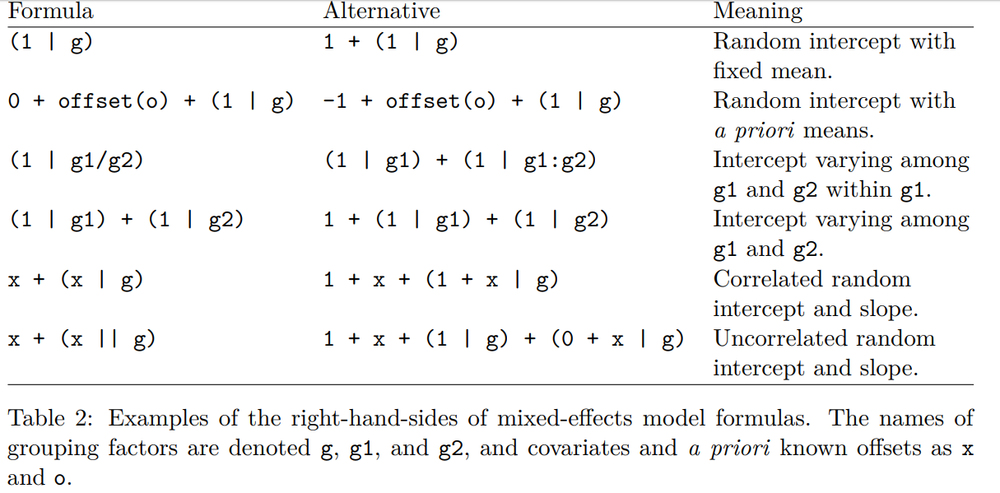 Formula Alternative Meaning
(1 | g) 1 + (1 | g) Random intercept with
fixed mean.
0 + offset(o) + (1 | g) -1 + offset(o) + (1 | g) Random intercept with
a priori means.
(1 | g1/g2) (1 | g1) + (1 | g1:g2) Intercept varying among
g1 and g2 within g1.
(1 | g1) + (1 | g2) 1 + (1 | g1) + (1 | g2) Intercept varying among
g1 and g2.
x + (x | g) 1 + x + (1 + x | g) Correlated random
intercept and slope.
x + (x || g) 1 + x + (1 | g) + (0 + x | g) Uncorrelated random
intercept and slope.
Table 2: Examples of the right-hand-sides of mixed-effects model formulas. The names of
grouping factors are denoted g, g1, and g2, and covariates and a priori known offsets as x
and o.